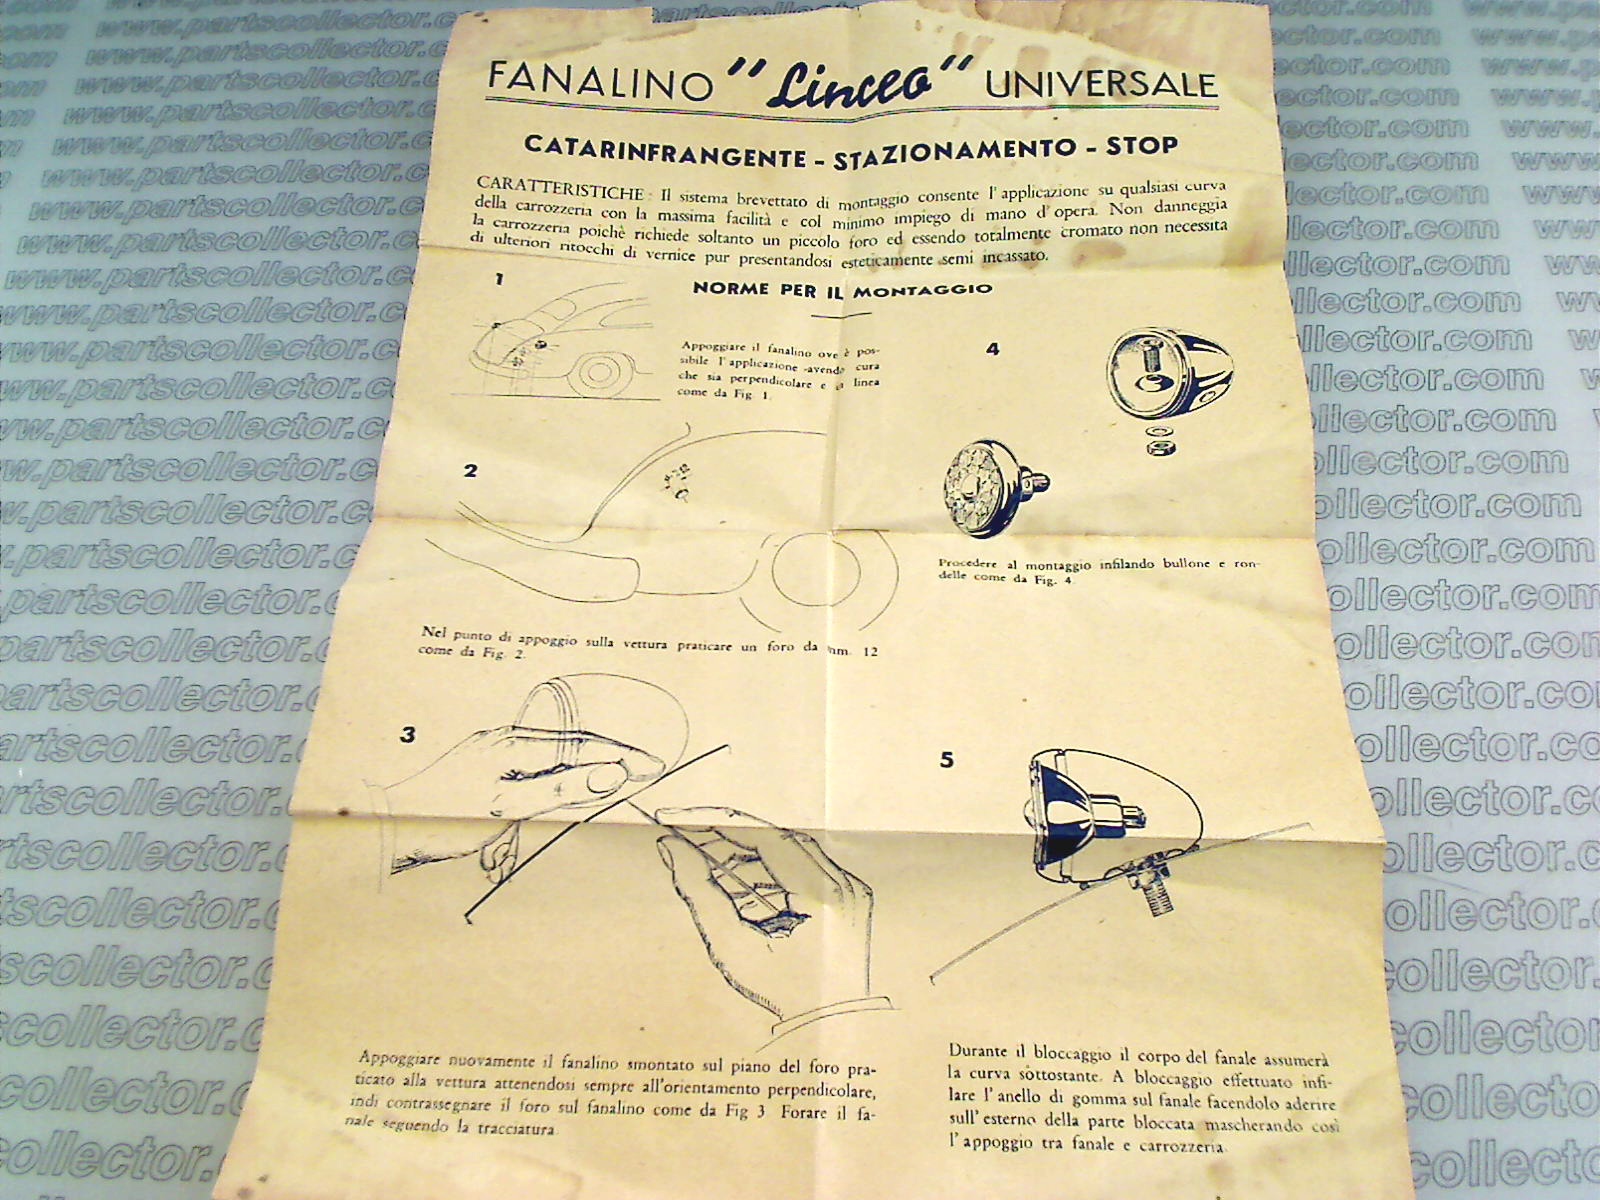 FANALINO "Linceo" UNIVERSALE
CATARINFRANGENTE - STAZIONAMENTO - STOP
CARATTERISTICHE : Il sistema brevettato di montaggio consente l'applicazione su qualsiasi curva
della carrozzeria con la massima facilità e col minimo impiego di mano d'opera. Non danneggia
la carrozzeria poichè richiede soltanto un piccolo foro ed essendo totalmente cromato non necessita
di ulteriori ritocchi di vernice pur presentandosi esteticamente semi incassato.
NORME PER IL MONTAGGIO
1
Appoggiare il fanalino ove è pos-
sibile l'applicazione avendo cura
che sia perpendicolare e linea
come da Fig. 1.
2
Nel punto di appoggio sulla vettura praticare un foro da mm. 12
come da Fig. 2.
3
Appoggiare nuovamente il fanalino smontato sul piano del foro pra-
ticato alla vettura attenendosi sempre all'orientamento perpendicolare,
indi contrassegnare il foro sul fanalino come da Fig 3. Forare il fa-
nale seguendo la tracciatura.
4
Procedere al montaggio infilando bullone e ron-
delle come da Fig. 4.
5
Durante il bloccaggio il corpo del fanale assumerà
la curva sottostante. A bloccaggio effettuato infi-
lare l'anello di gomma sul fanale facendolo aderire
sull'esterno della parte bloccata mascherando così
l'appoggio tra fanale e carrozzeria.
www.partscollector.com